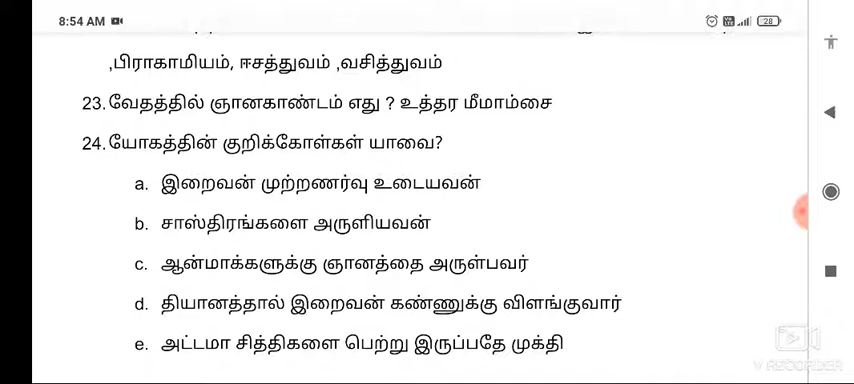 8:54 AM
28
,பிராகாமியம், ஈசத்துவம் ,வசித்துவம்
23. வேதத்தில் ஞானகாண்டம் எது ? உத்தர மீமாம்சை
24. யோகத்தின் குறிக்கோள்கள் யாவை?
a. இறைவன் முற்றணர்வு உடையவன்
b. சாஸ்திரங்களை அருளியவன்
c. ஆன்மாக்களுக்கு ஞானத்தை அருள்பவர்
d. தியானத்தால் இறைவன் கண்ணுக்கு விளங்குவார்
e. அட்டமா சித்திகளை பெற்று இருப்பதே முக்தி
V RECORDER